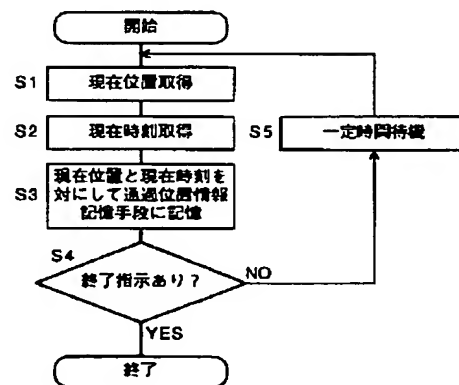 開始
S1
現在位置取得
S2
現在時刻取得
S5
一定時間待機
S3
現在位置と現在時刻を
対にして通過位置情報
記憶手段に記憶
S4
終了指示あり？
NO
YES
終了